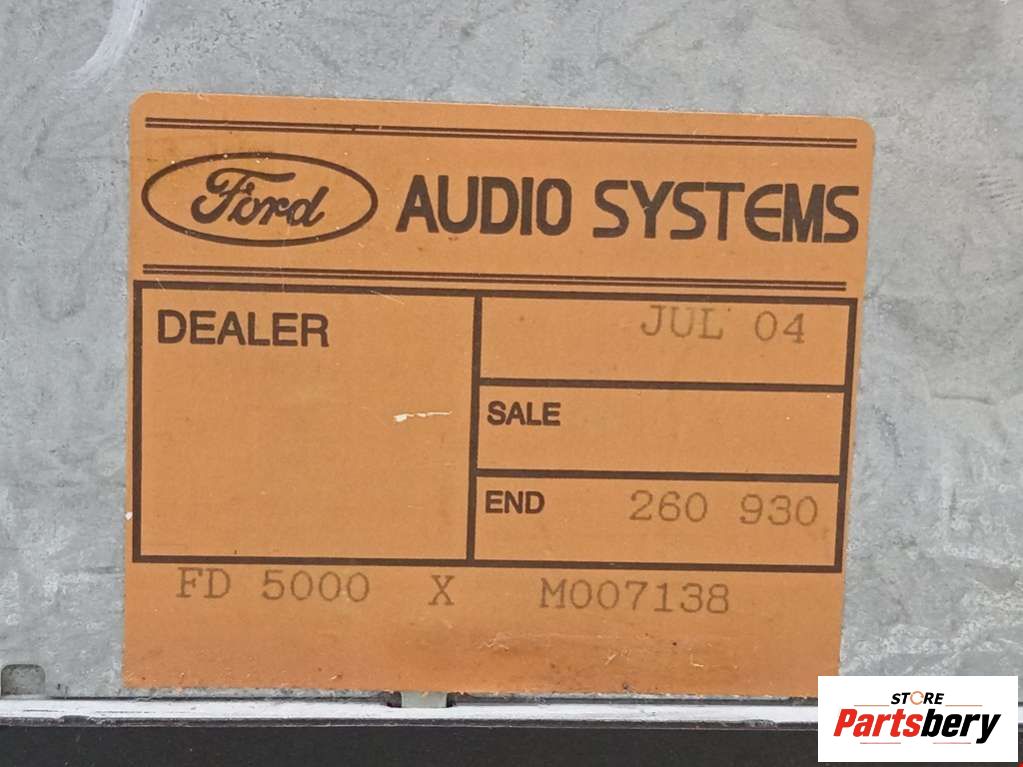 Ford AUDIO SYSTEMS
DEALER
JUL 04
SALE
END 260 930
FD 5000 X M007138
STORE
Partsbery